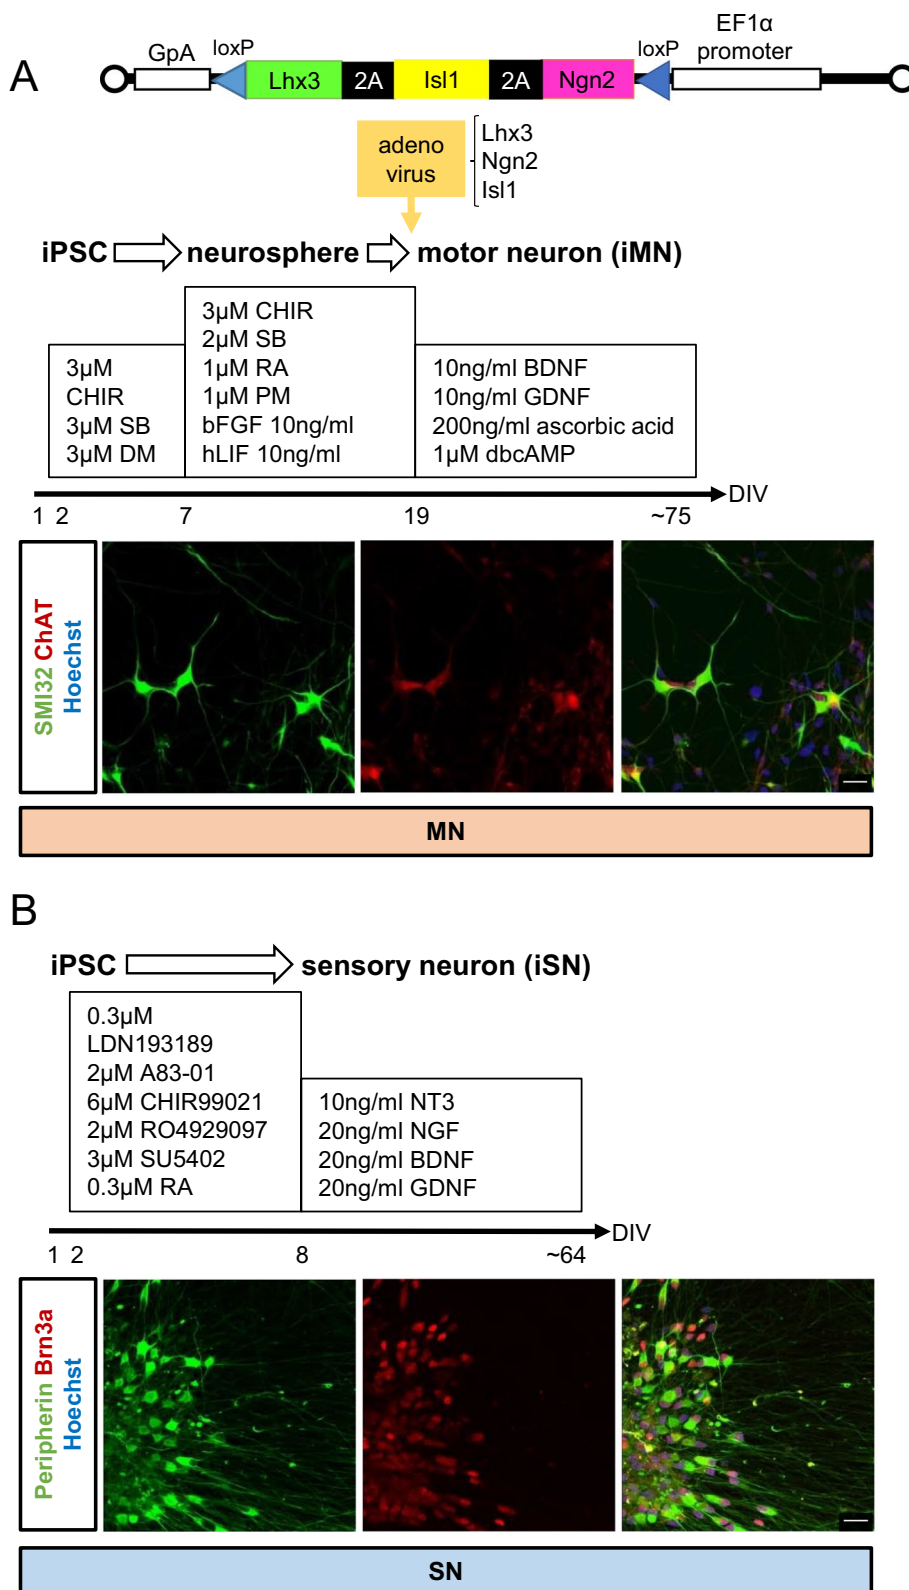 A
GpA
loxP
Lhx3
2A
Isl1
2A
Ngn2
loxP
EF1α
promoter
adeno
virus
Lhx3
Ngn2
Isl1
iPSC
neurosphere
motor neuron (iMN)
3µM
CHIR
3µM SB
3µM DM
3µM CHIR
2µM SB
1µM RA
1µM PM
bFGF 10ng/ml
hLIF 10ng/ml
10ng/ml BDNF
10ng/ml GDNF
200ng/ml ascorbic acid
1µM dbcAMP
DIV
1 2 7 19 ~75
SMI32 ChAT
Hoechst
MN
B
iPSC
sensory neuron (iSN)
0.3µM
LDN193189
2µM A83-01
6µM CHIR99021
2µM RO4929097
3µM SU5402
0.3µM RA
10ng/ml NT3
20ng/ml NGF
20ng/ml BDNF
20ng/ml GDNF
DIV
1 2 8 ~64
Peripherin Brn3a
Hoechst
SN